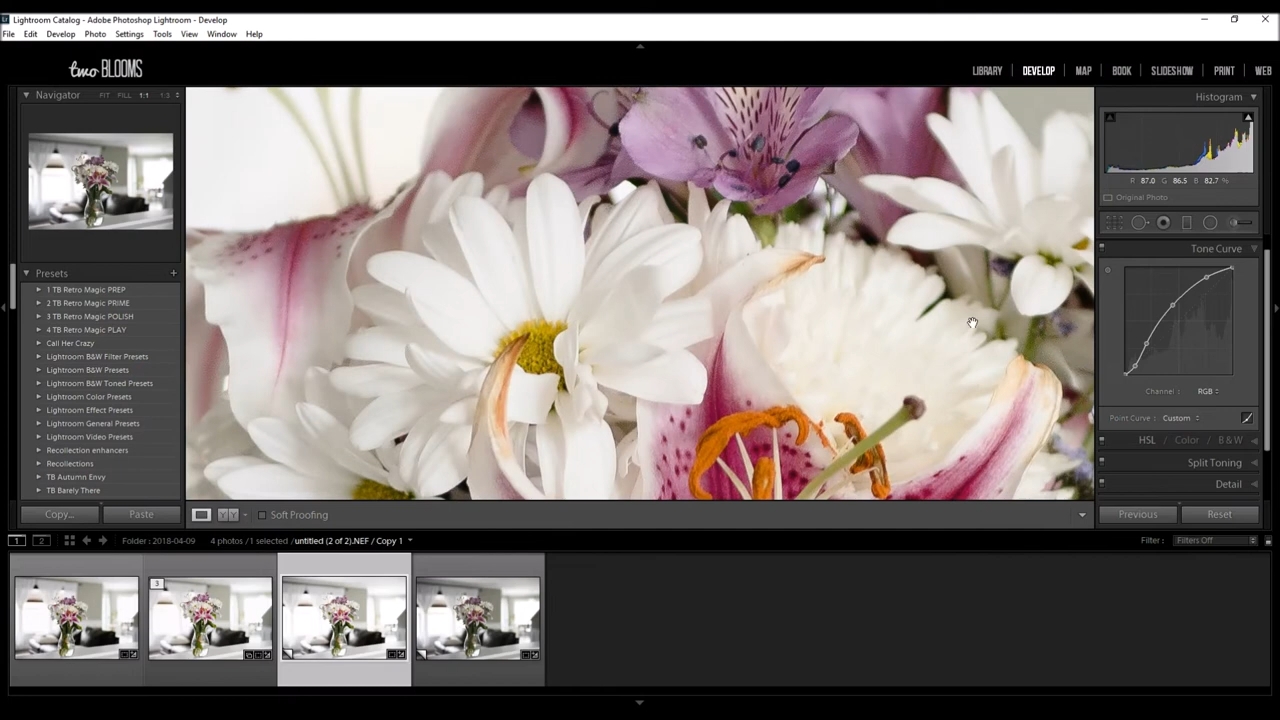 Lightroom Catalog - Adobe Photoshop Lightroom - Develop
File Edit Develop Photo Settings Tools View Window Help
two BLOOMS
LIBRARY | DEVELOP | MAP | BOOK | SLIDESHOW | PRINT | WEB
Navigator FIT FILL 1:1 1:3
Histogram
R 87.0 G 86.5 B 82.7 %
Original Photo
Presets +
1 TB Retro Magic PREP
2 TB Retro Magic PRIME
3 TB Retro Magic POLISH
4 TB Retro Magic PLAY
Call Her Crazy
Lightroom B&W Filter Presets
Lightroom B&W Presets
Lightroom B&W Toned Presets
Lightroom Color Presets
Lightroom Effect Presets
Lightroom General Presets
Lightroom Video Presets
Recollection enhancers
Recollections
TB Autumn Envy
TB Barely There
Tone Curve
Channel : RGB
Point Curve : Custom
HSL / Color / B & W
Split Toning
Detail
Copy... Paste
Y Y Soft Proofing
Previous Reset
1 2 Folder : 2018-04-09 4 photos / 1 selected / untitled (2 of 2).NEF / Copy 1
Filter : Filters Off
3